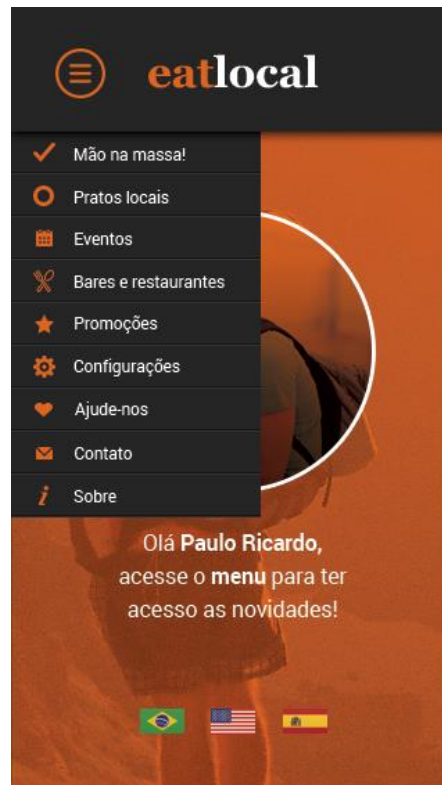 eatlocal
Mão na massa!
Pratos locais
Eventos
Bares e restaurantes
Promoções
Configurações
Ajude-nos
Contato
Sobre
Olá Paulo Ricardo,
acesse o menu para ter
acesso as novidades!